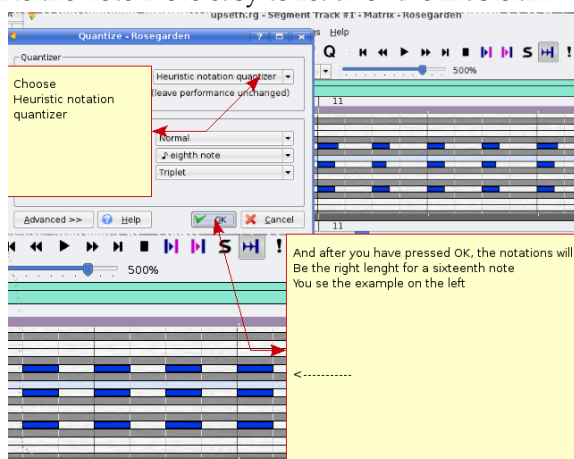 upseth.rg - Segment Track #1 - Matrix - Rosegarden
Quantize - Rosegarden
Help
Quantizer
Q
S
!
Choose
Heuristic notation
quantizer
Heuristic notation quantizer
(leave performance unchanged)
500%
11
Normal
eighth note
Triplet
Advanced >>
Help
OK
Cancel
11
S
!
500%
And after you have pressed OK, the notations will
Be the right lenght for a sixteenth note
You se the example on the left
<-----------